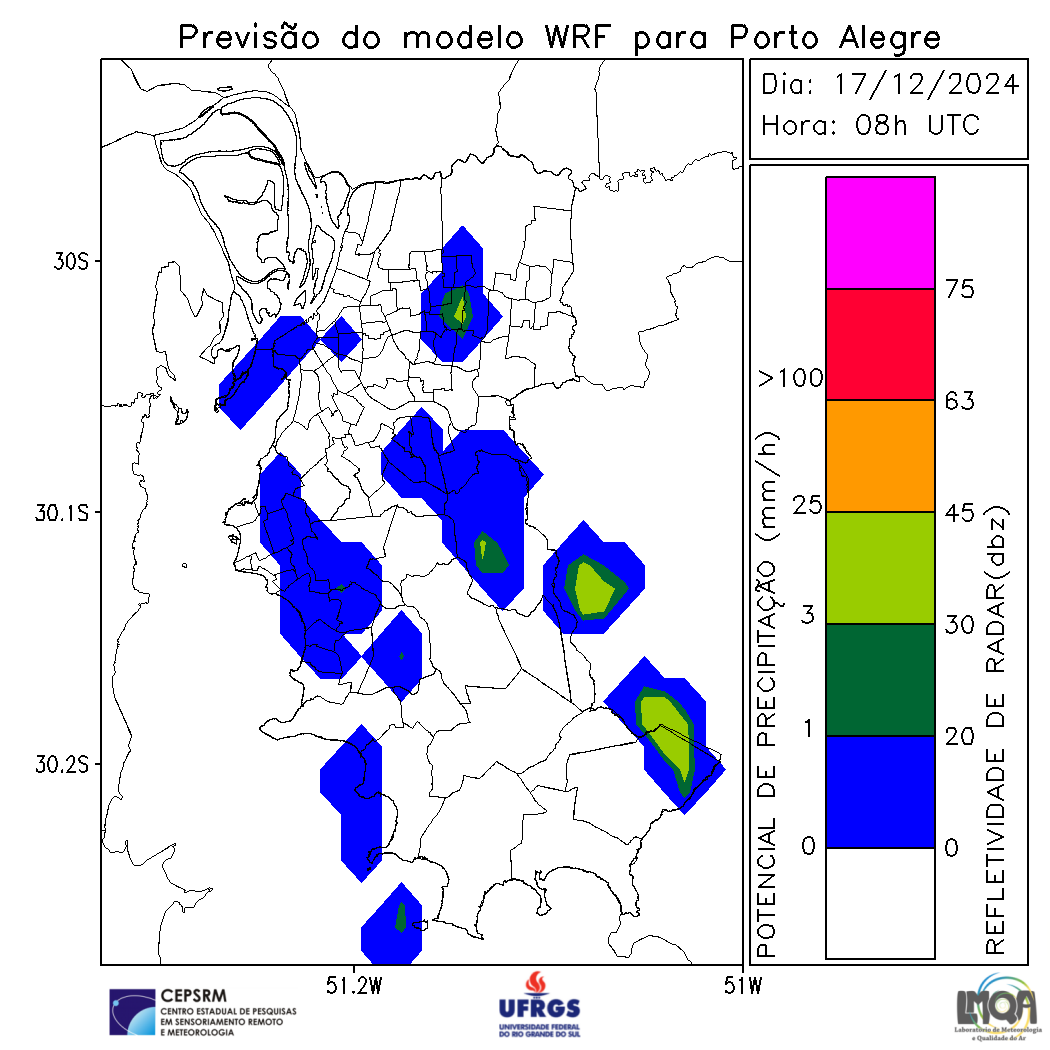 Previsão do modelo WRF para Porto Alegre
Dia: 17/12/2024
Hora: 08h UTC
30S
30.1S
30.2S
51.2W
51W
POTENCIAL DE PRECIPITAÇÃO (mm/h)
>100
25
3
1
0
75
63
45
30
20
0
REFLETIVIDADE DE RADAR(dbz)
CEPSRM
CENTRO ESTADUAL DE PESQUISAS
EM SENSORIAMENTO REMOTO
E METEOROLOGIA
UFRGS
UNIVERSIDADE FEDERAL
DO RIO GRANDE DO SUL
LMQA
Laboratório de Meteorologia
e Qualidade do Ar